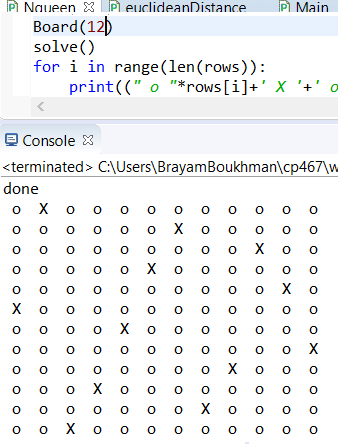 Nqueen euclideanDistance Main
Board(12)
solve()
for i in range(len(rows)):
print((" o "*rows[i]+' X '+' o
Console
<terminated> C:\Users\BrayamBoukhman\cp467\w
done
o X o o o o o o o o o o
o o o o o o X o o o o o
o o o o o o o o o X o o
o o o o o X o o o o o o
o o o o o o o o o o X o
X o o o o o o o o o o o
o o o o X o o o o o o o
o o o o o o o o o o o X
o o o o o o o o X o o o
o o o X o o o o o o o o
o o o o o o o X o o o o
o o X o o o o o o o o o